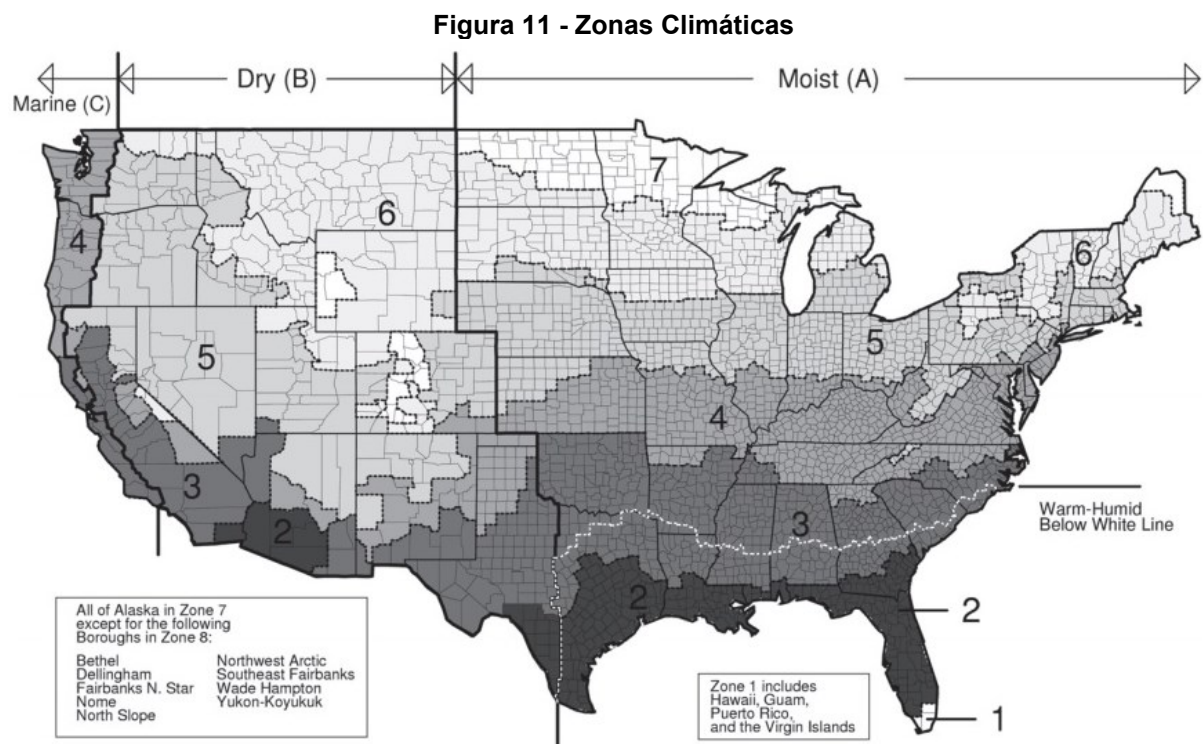 Figura 11 - Zonas Climáticas
Marine (C)
Dry (B)
Moist (A)
7
6
4
6
5
5
4
3
3
2
2
2
1
Warm-Humid
Below White Line
All of Alaska in Zone 7
except for the following
Boroughs in Zone 8:
Bethel
Dellingham
Fairbanks N. Star
Nome
North Slope
Northwest Arctic
Southeast Fairbanks
Wade Hampton
Yukon-Koyukuk
Zone 1 includes
Hawaii, Guam,
Puerto Rico,
and the Virgin Islands